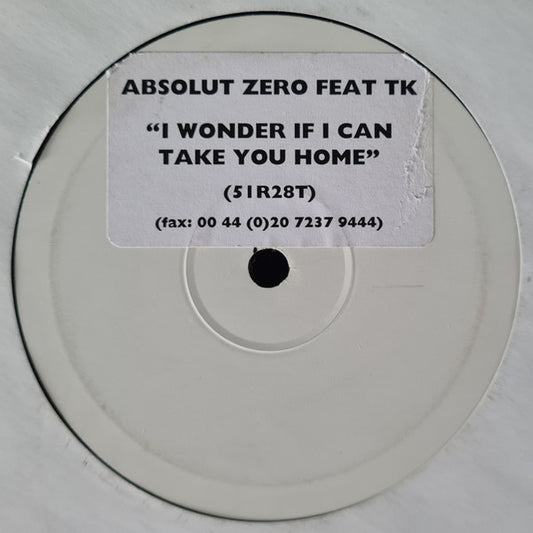 ABSOLUT ZERO FEAT TK
“I WONDER IF I CAN
TAKE YOU HOME”
(51R28T)
(fax: 00 44 (0)20 7237 9444)